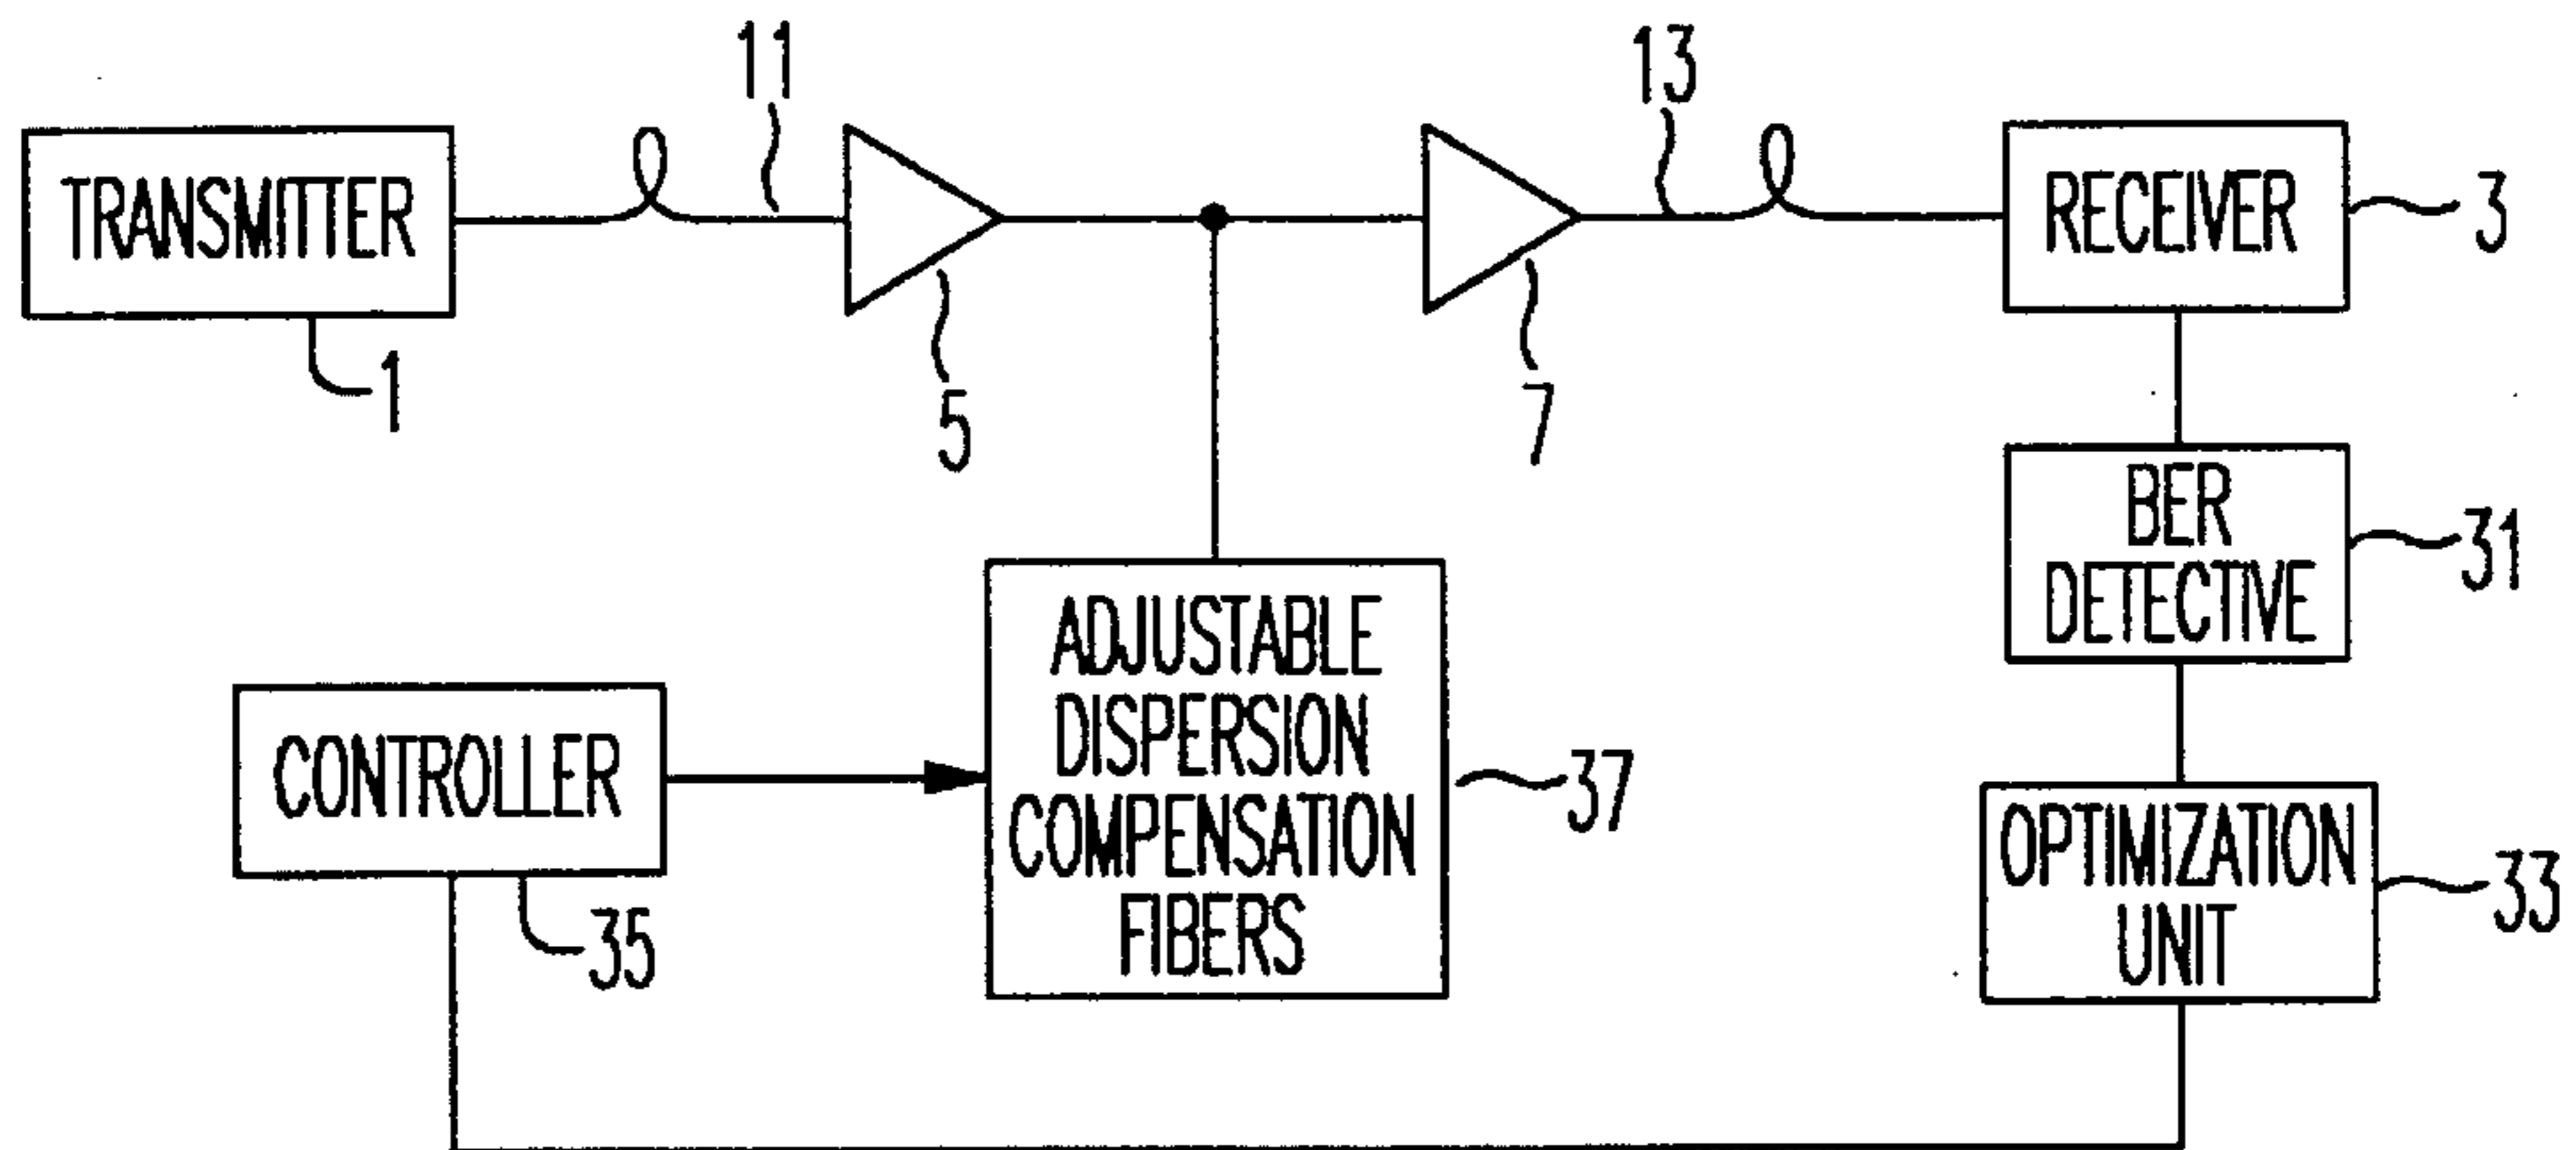 11
13
TRANSMITTER
RECEIVER
3
1
5
7
BER
DETECTIVE
31
ADJUSTABLE
DISPERSION
COMPENSATION
FIBERS
37
CONTROLLER
35
OPTIMIZATION
UNIT
33